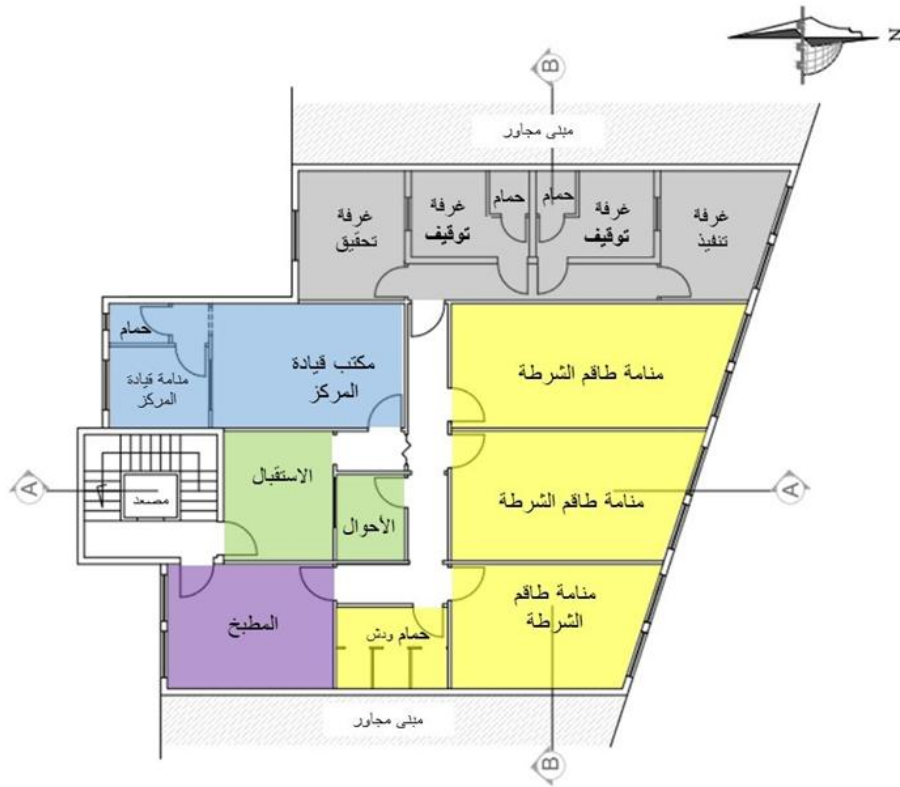 N
B
مبنى مجاور
حمام
حمام
غرفة
تنفيذ
غرفة
توقيف
غرفة
توقيف
غرفة
تحقيق
منامة طاقم الشرطة
مكتب قيادة
المركز
حمام
منامة قيادة
المركز
A
منامة طاقم الشرطة
الاستقبال
الأحوال
مصعد
A
منامة طاقم
الشرطة
حمام ودش
المطبخ
مبنى مجاور
B